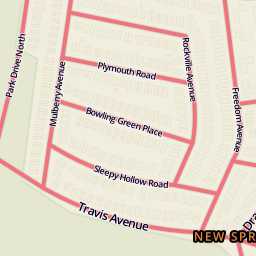 Park Drive North
Mulberry Avenue
Plymouth Road
Rockville Avenue
Freedom Avenue
Bowling Green Place
Sleepy Hollow Road
Travis Avenue
NEW SPR
Dra